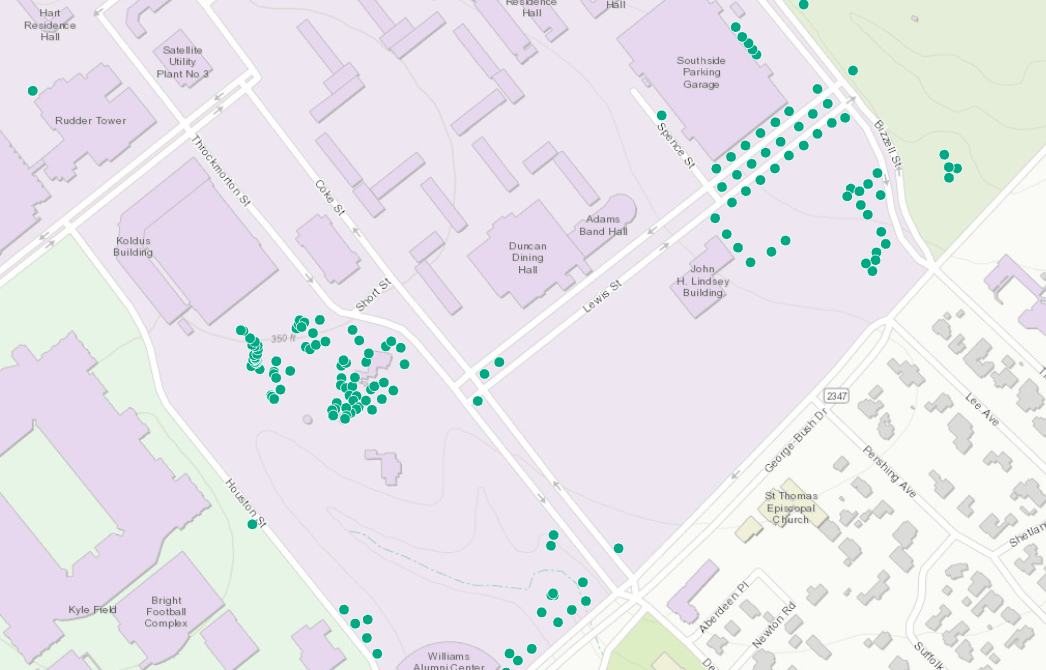 Residence
Hall
Hall
Hart
Residence
Hall
Satellite
Utility
Plant No 3
Southside
Parking
Garage
Rudder Tower
Spence St
Bizzell St
Throckmorton St
Coke St
Koldus
Building
Adams
Band Hall
Duncan
Dining
Hall
John
H. Lindsey
Building
Short St
Lewis St
350 ft
2347
Lee Ave
George Bush Dr
Pershing Ave
Houston St
St Thomas
Episcopal
Church
Kyle Field
Bright
Football
Complex
Aberdeen Pl
Newton Rd
Williams
Alumni Center